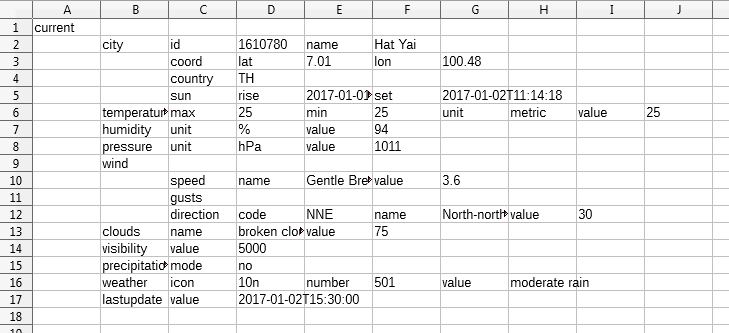 A B C D E F G H I J
1 current
2 city id 1610780 name Hat Yai
3 coord lat 7.01 lon 100.48
4 country TH
5 sun rise 2017-01-01 set 2017-01-02T11:14:18
6 temperatur max 25 min 25 unit metric value 25
7 humidity unit % value 94
8 pressure unit hPa value 1011
9 wind
10 speed name Gentle Bre value 3.6
11 gusts
12 direction code NNE name North-north value 30
13 clouds name broken clo value 75
14 visibility value 5000
15 precipitatio mode no
16 weather icon 10n number 501 value moderate rain
17 lastupdate value 2017-01-02T15:30:00
18
19